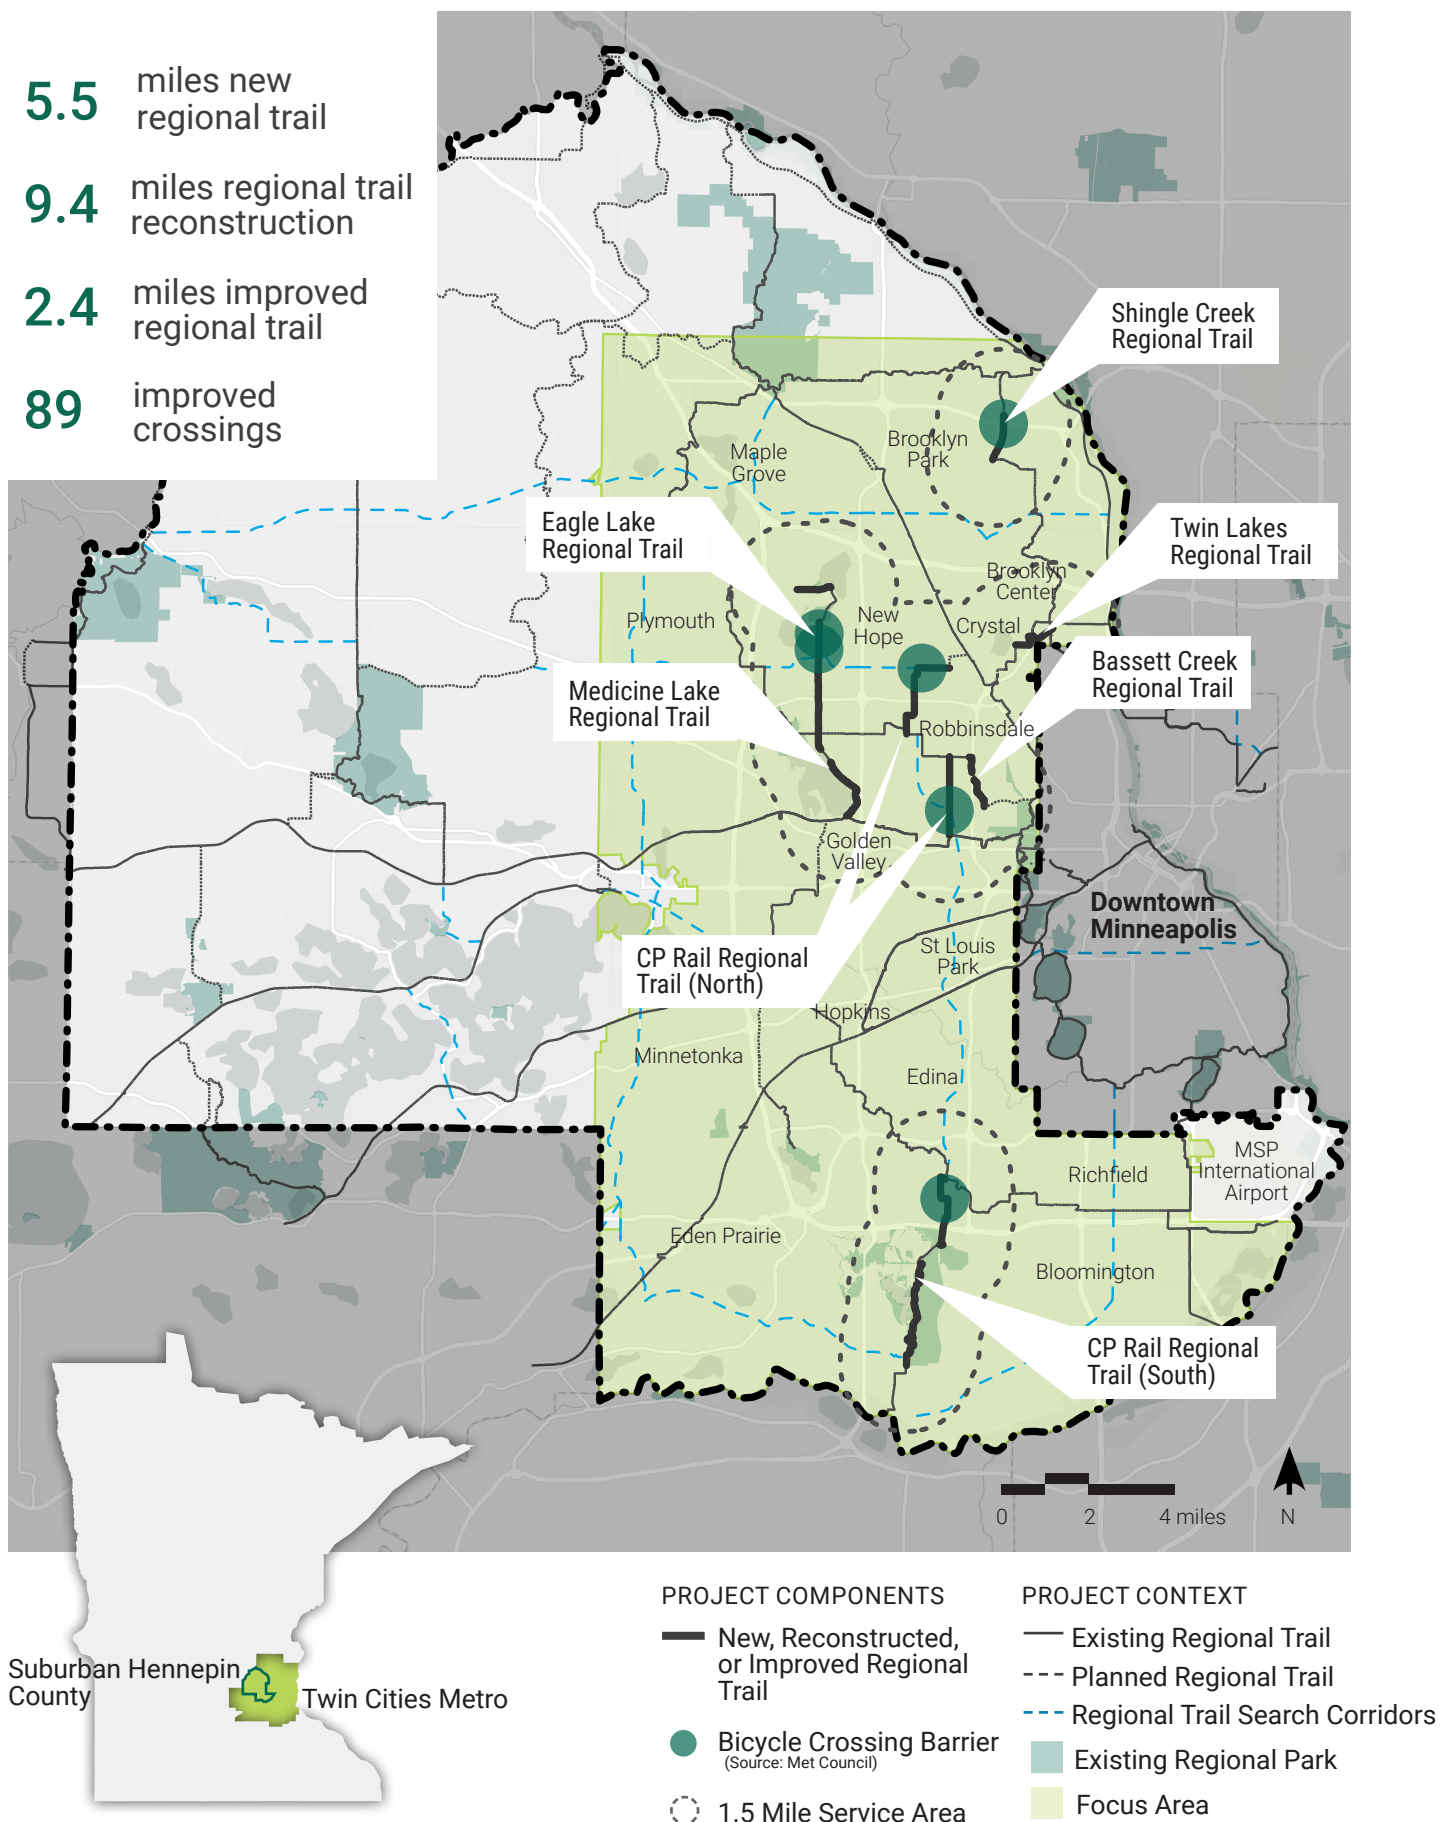 5.5
miles new
regional trail
9.4
miles regional trail
reconstruction
2.4
miles improved
regional trail
89
improved
crossings
Shingle Creek
Regional Trail
Maple
Grove
Brooklyn
Park
Eagle Lake
Regional Trail
Twin Lakes
Regional Trail
Brooklyn
Center
Plymouth
New
Hope
Crystal
Bassett Creek
Regional Trail
Medicine Lake
Regional Trail
Robbinsdale
Golden
Valley
Downtown
Minneapolis
CP Rail Regional
Trail (North)
St Louis
Park
Hopkins
Minnetonka
Edina
MSP
International
Airport
Richfield
Eden Prairie
Bloomington
CP Rail Regional
Trail (South)
0
2
4 miles
N
Suburban Hennepin
County
Twin Cities Metro
PROJECT COMPONENTS
New, Reconstructed,
or Improved Regional
Trail
Bicycle Crossing Barrier
(Source: Met Council)
1.5 Mile Service Area
PROJECT CONTEXT
Existing Regional Trail
Planned Regional Trail
Regional Trail Search Corridors
Existing Regional Park
Focus Area